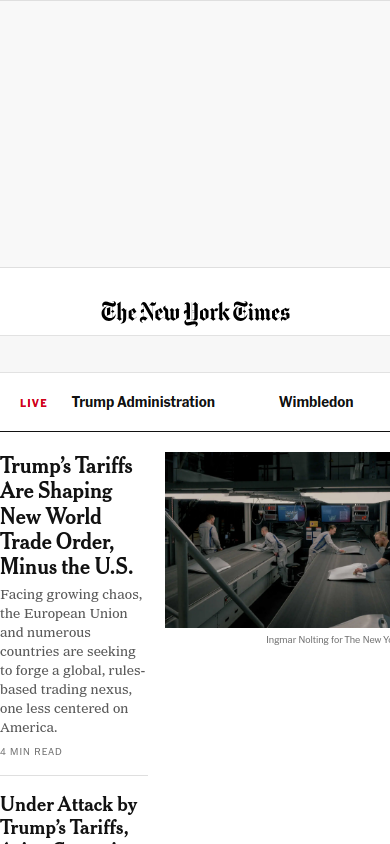 The New York Times
LIVE Trump Administration Wimbledon
Trump’s Tariffs
Are Shaping
New World
Trade Order,
Minus the U.S.
Facing growing chaos,
the European Union
and numerous
countries are seeking
to forge a global, rules-
based trading nexus,
one less centered on
America.
4 MIN READ
Ingmar Nolting for The New Yo
Under Attack by
Trump’s Tariffs,